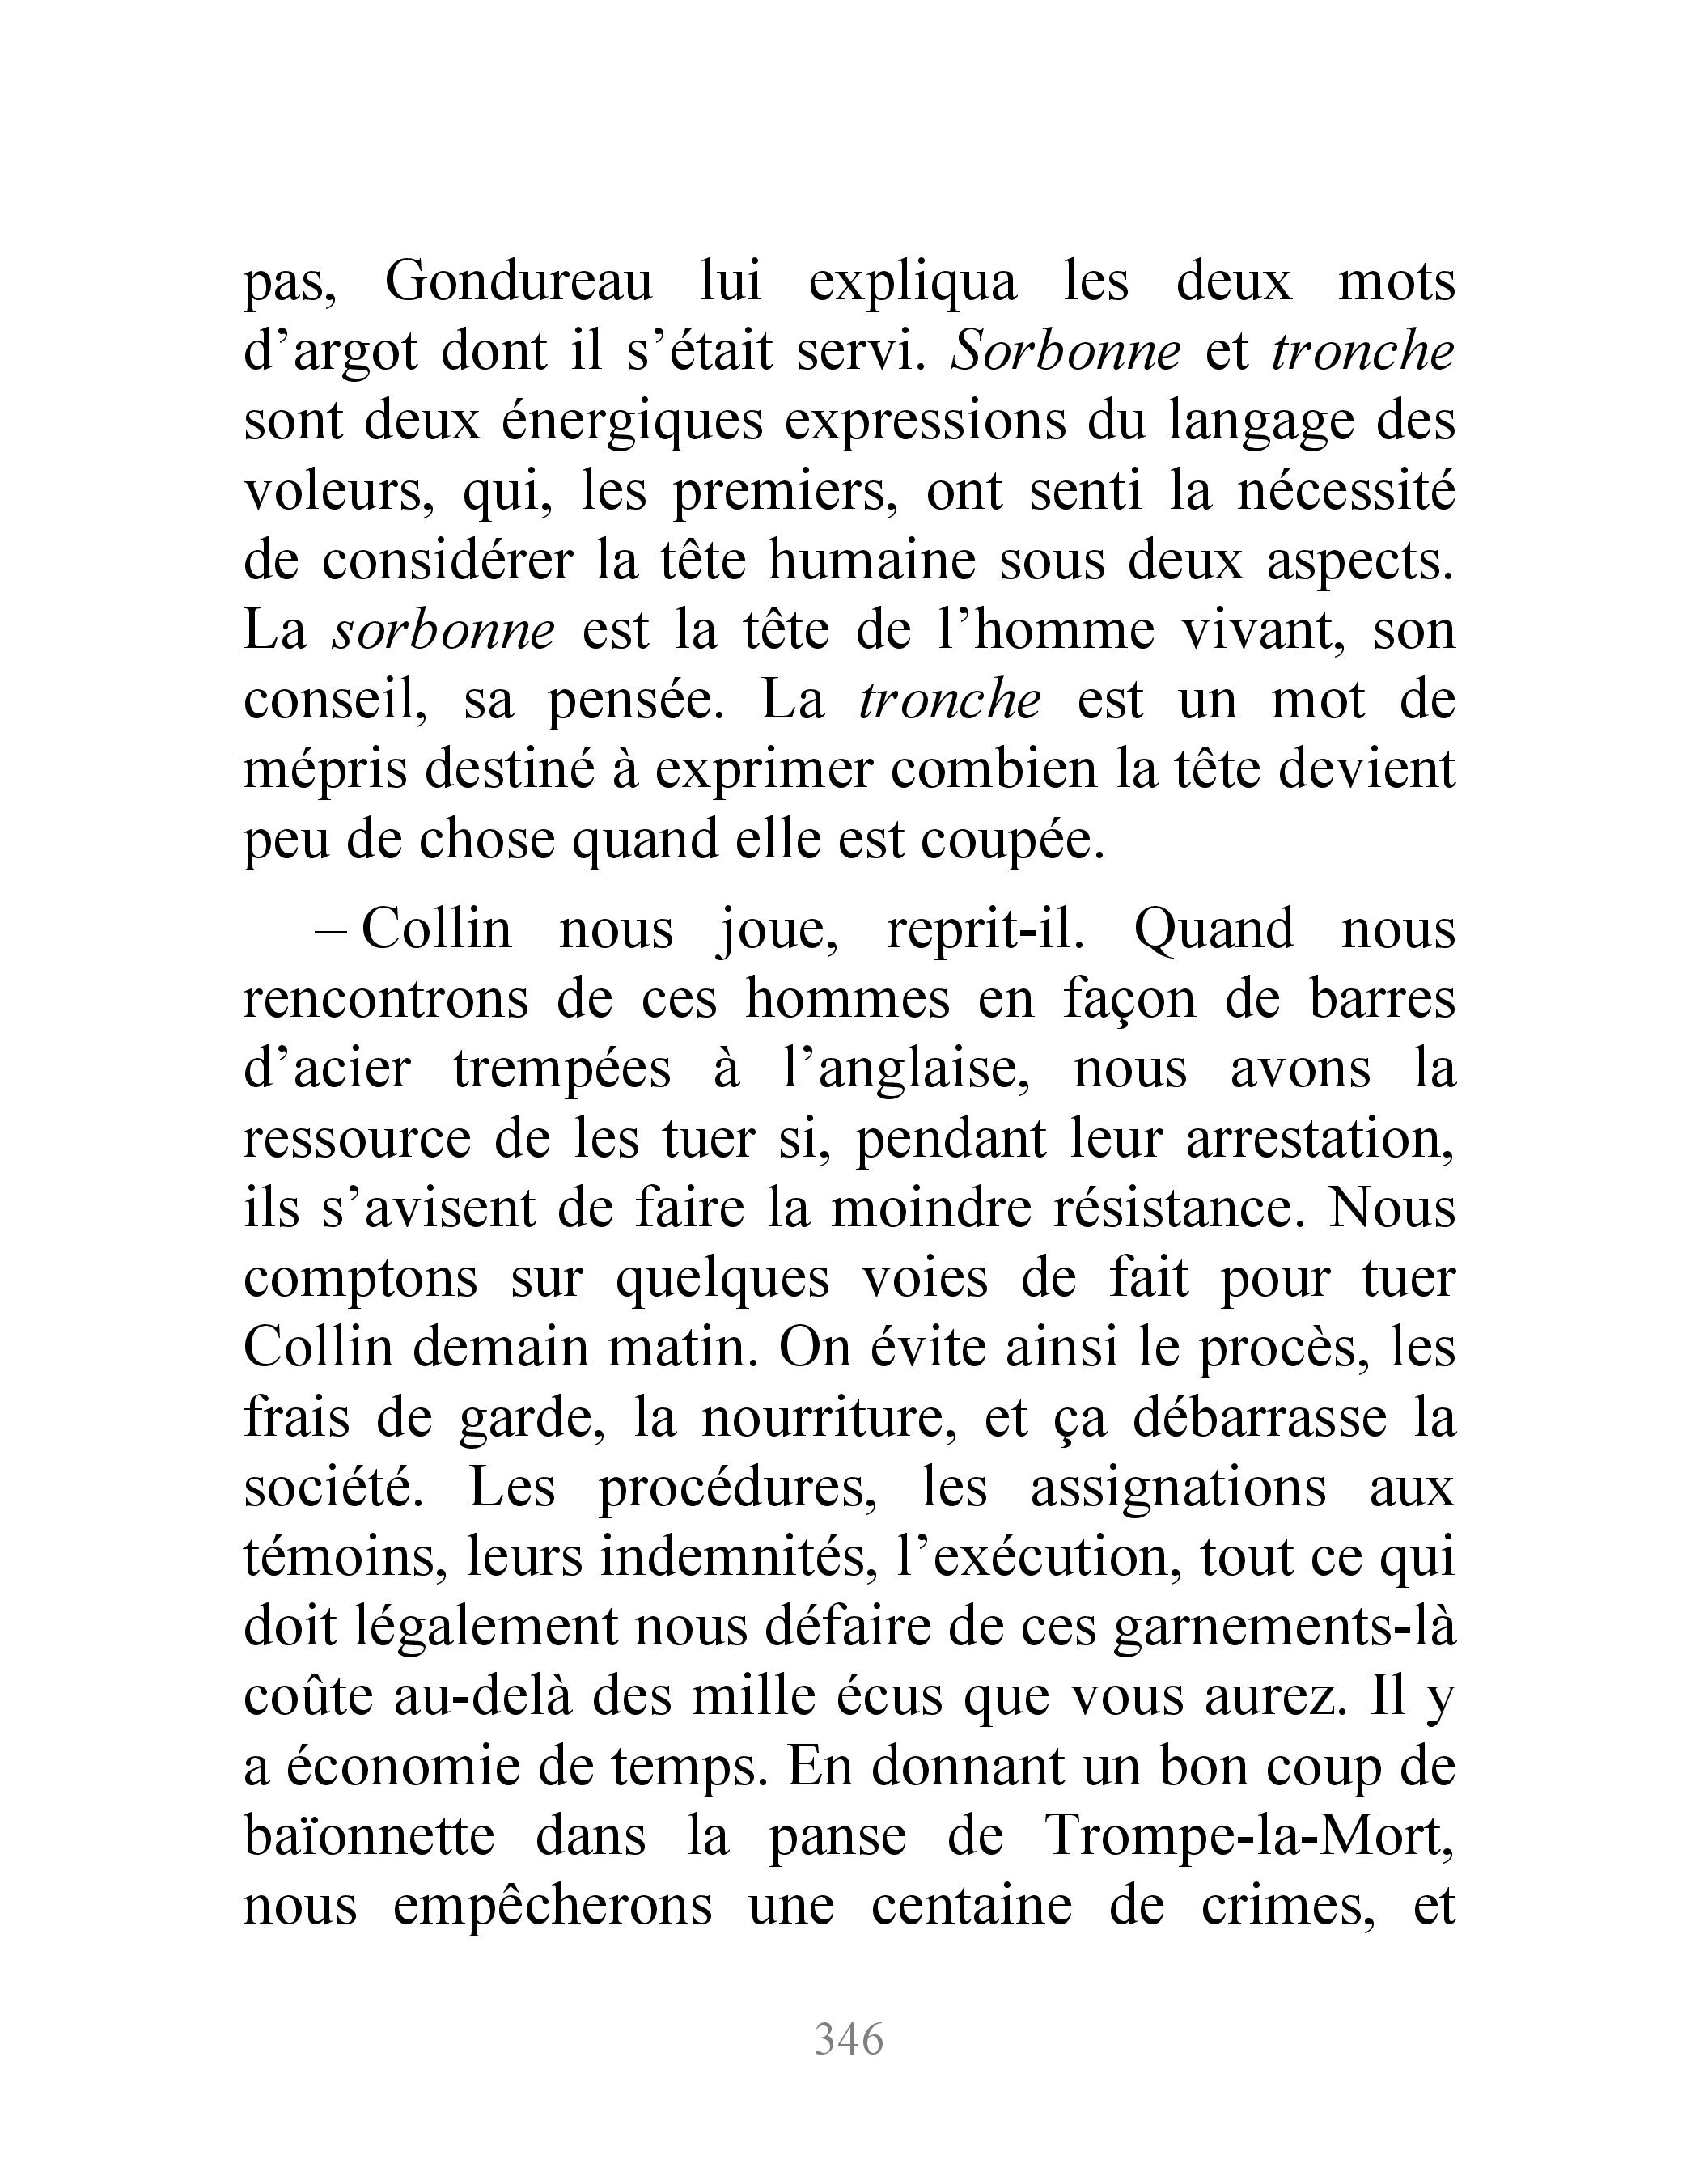 pas, Gondureau lui expliqua les deux mots
d’argot dont il s’était servi. Sorbonne et tronche
sont deux énergiques expressions du langage des
voleurs, qui, les premiers, ont senti la nécessité
de considérer la tête humaine sous deux aspects.
La sorbonne est la tête de l’homme vivant, son
conseil, sa pensée. La tronche est un mot de
mépris destiné à exprimer combien la tête devient
peu de chose quand elle est coupée.
– Collin nous joue, reprit-il. Quand nous
rencontrons de ces hommes en façon de barres
d’acier trempées à l’anglaise, nous avons la
ressource de les tuer si, pendant leur arrestation,
ils s’avisent de faire la moindre résistance. Nous
comptons sur quelques voies de fait pour tuer
Collin demain matin. On évite ainsi le procès, les
frais de garde, la nourriture, et ça débarrasse la
société. Les procédures, les assignations aux
témoins, leurs indemnités, l’exécution, tout ce qui
doit légalement nous défaire de ces garnements-là
coûte au-delà des mille écus que vous aurez. Il y
a économie de temps. En donnant un bon coup de
baïonnette dans la panse de Trompe-la-Mort,
nous empêcherons une centaine de crimes, et
346